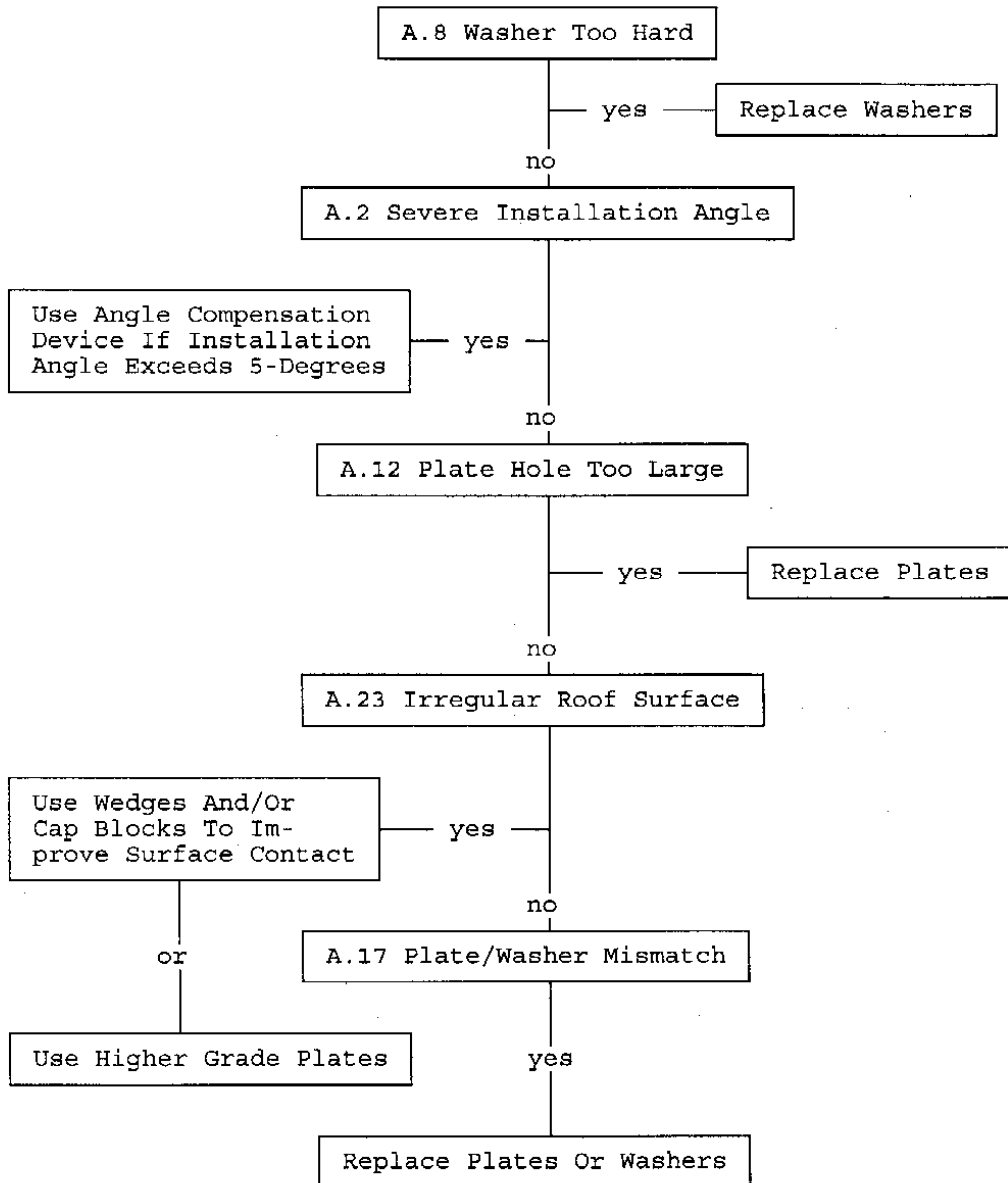 A.8 Washer Too Hard
yes
Replace Washers
no
A.2 Severe Installation Angle
Use Angle Compensation
Device If Installation
Angle Exceeds 5-Degrees
yes
no
A.12 Plate Hole Too Large
yes
Replace Plates
no
A.23 Irregular Roof Surface
Use Wedges And/Or
Cap Blocks To Im-
prove Surface Contact
yes
no
or
A.17 Plate/Washer Mismatch
Use Higher Grade Plates
yes
Replace Plates Or Washers